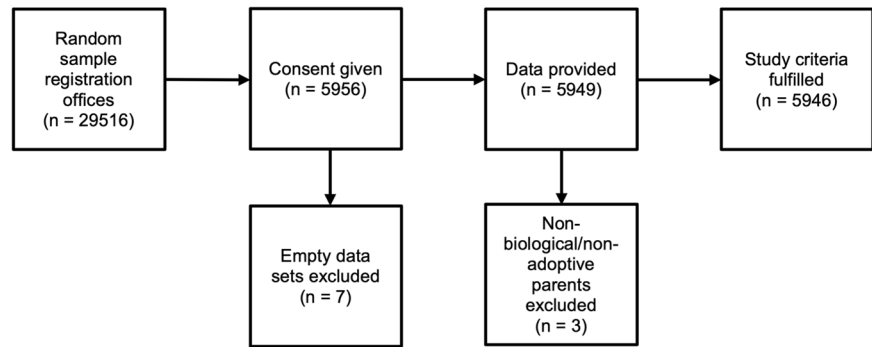 Random
sample
registration
offices
(n = 29516)
Consent given
(n = 5956)
Data provided
(n = 5949)
Study criteria
fulfilled
(n = 5946)
Empty data
sets excluded
(n = 7)
Non-
biological/non-
adoptive
parents
excluded
(n = 3)